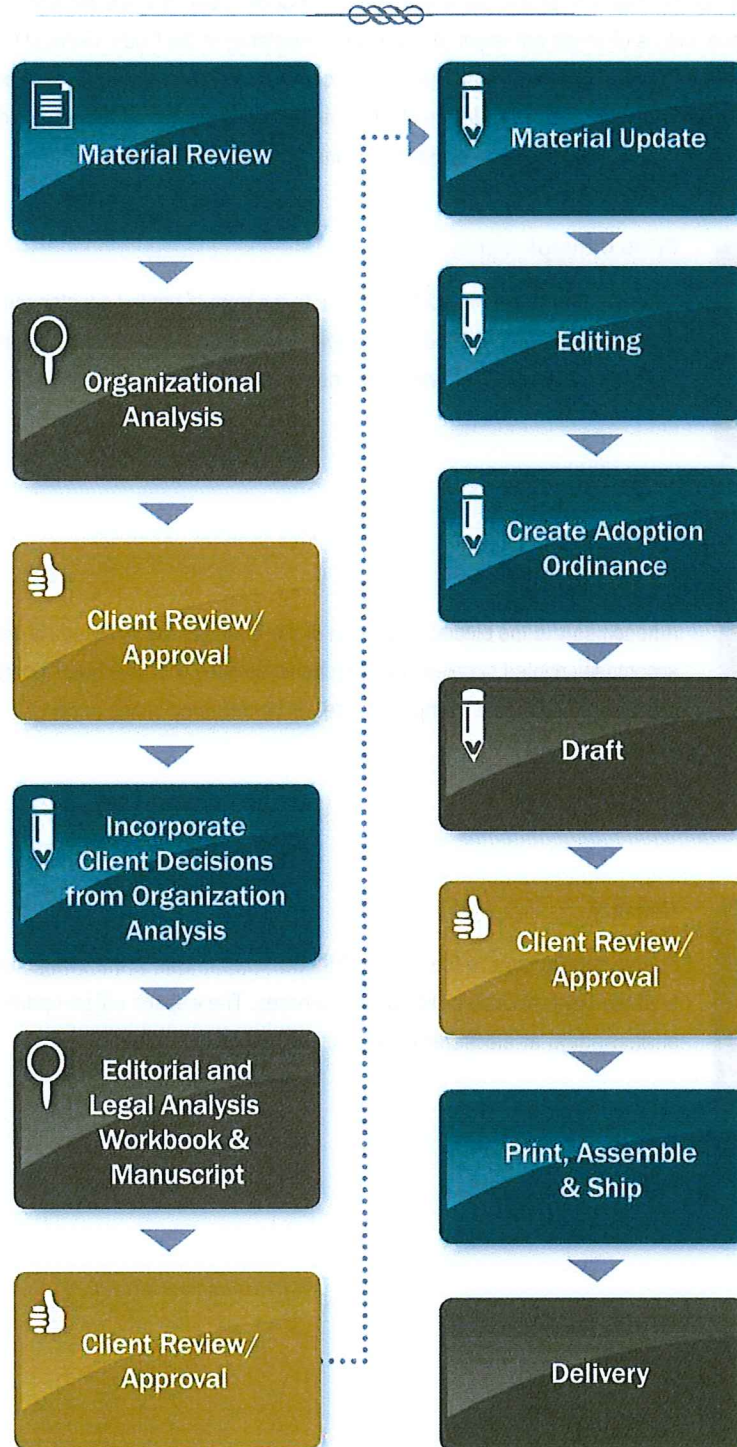 Material Review
Organizational
Analysis
Client Review/
Approval
Incorporate
Client Decisions
from Organization
Analysis
Editorial and
Legal Analysis
Workbook &
Manuscript
Client Review/
Approval
Material Update
Editing
Create Adoption
Ordinance
Draft
Client Review/
Approval
Print, Assemble
& Ship
Delivery